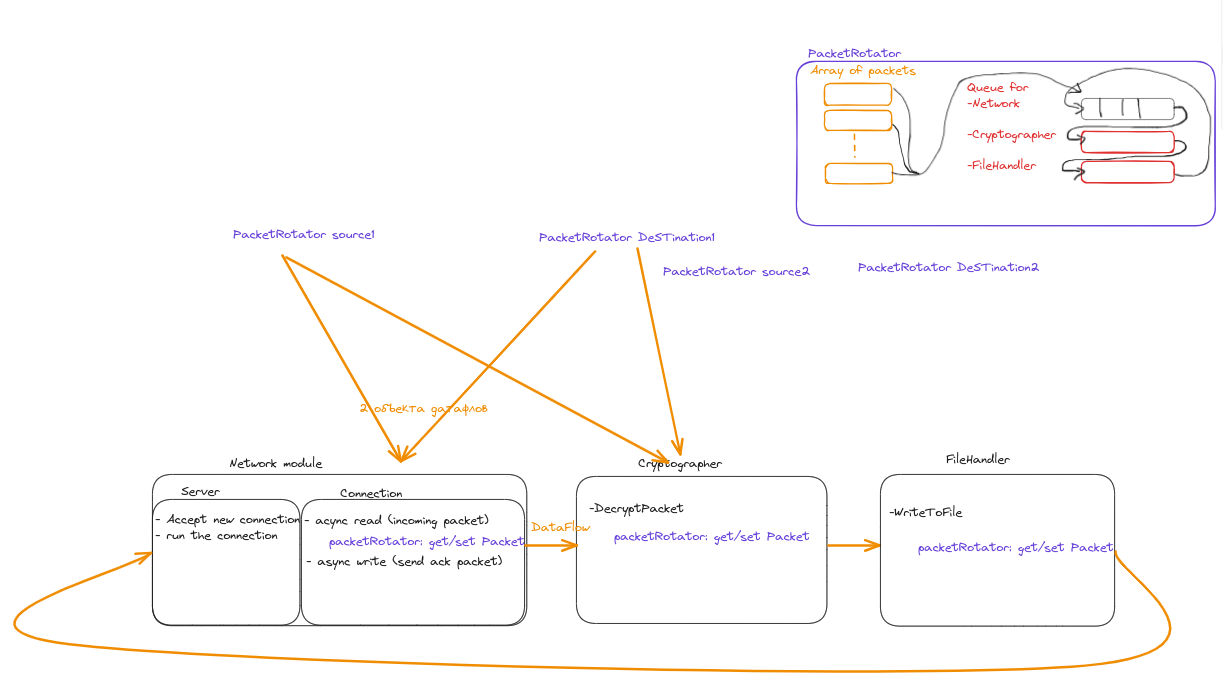 PacketRotator
Array of packets
Queue for
-Network
-Cryptographer
-FileHandler
PacketRotator source1
PacketRotator DeSTination1
PacketRotator source2
PacketRotator DeSTination2
2 объекта датафлов
Network module
Server
- Accept new connection
- run the connection
Connection
- acync read (incoming packet)
packetRotator: get/set Packet
- async write (send ack packet)
DataFlow
Cryptographer
-DecryptPacket
packetRotator: get/set Packet
FileHandler
-WriteToFile
packetRotator: get/set Packet